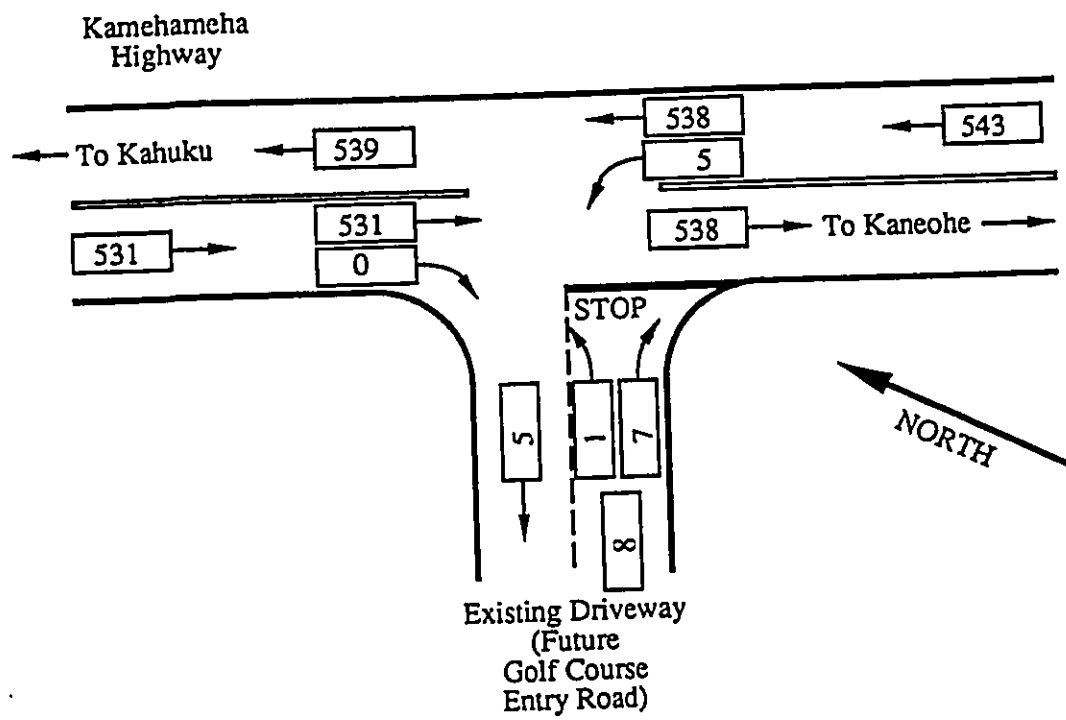 Kamehameha
Highway
538
543
To Kahuku
539
5
531
538
To Kaneohe
531
0
STOP
5
1
7
NORTH
8
Existing Driveway
(Future
Golf Course
Entry Road)